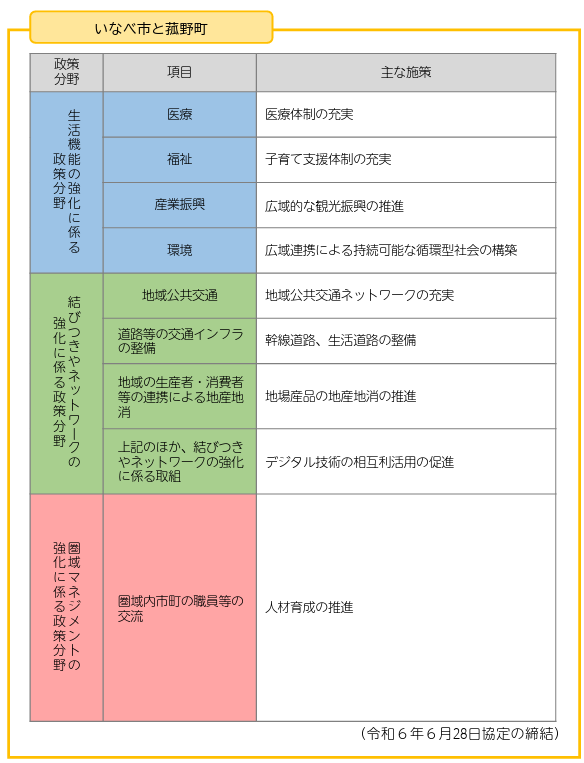 いなべ市と菰野町
政策
分野
項目
主な施策
生活機能の強化に係る
政策分野
医療
医療体制の充実
福祉
子育て支援体制の充実
産業振興
広域的な観光振興の推進
環境
広域連携による持続可能な循環型社会の構築
結びつきやネットワークの
強化に係る政策分野
地域公共交通
地域公共交通ネットワークの充実
道路等の交通インフラ
の整備
幹線道路、生活道路の整備
地域の生産者・消費者
等の連携による地産地
消
地場産品の地産地消の推進
上記のほか、結びつき
やネットワークの強化
に係る取組
デジタル技術の相互利活用の促進
圏域マネジメントの
強化に係る政策分野
圏域内市町の職員等の
交流
人材育成の推進
（令和６年６月28日協定の締結）